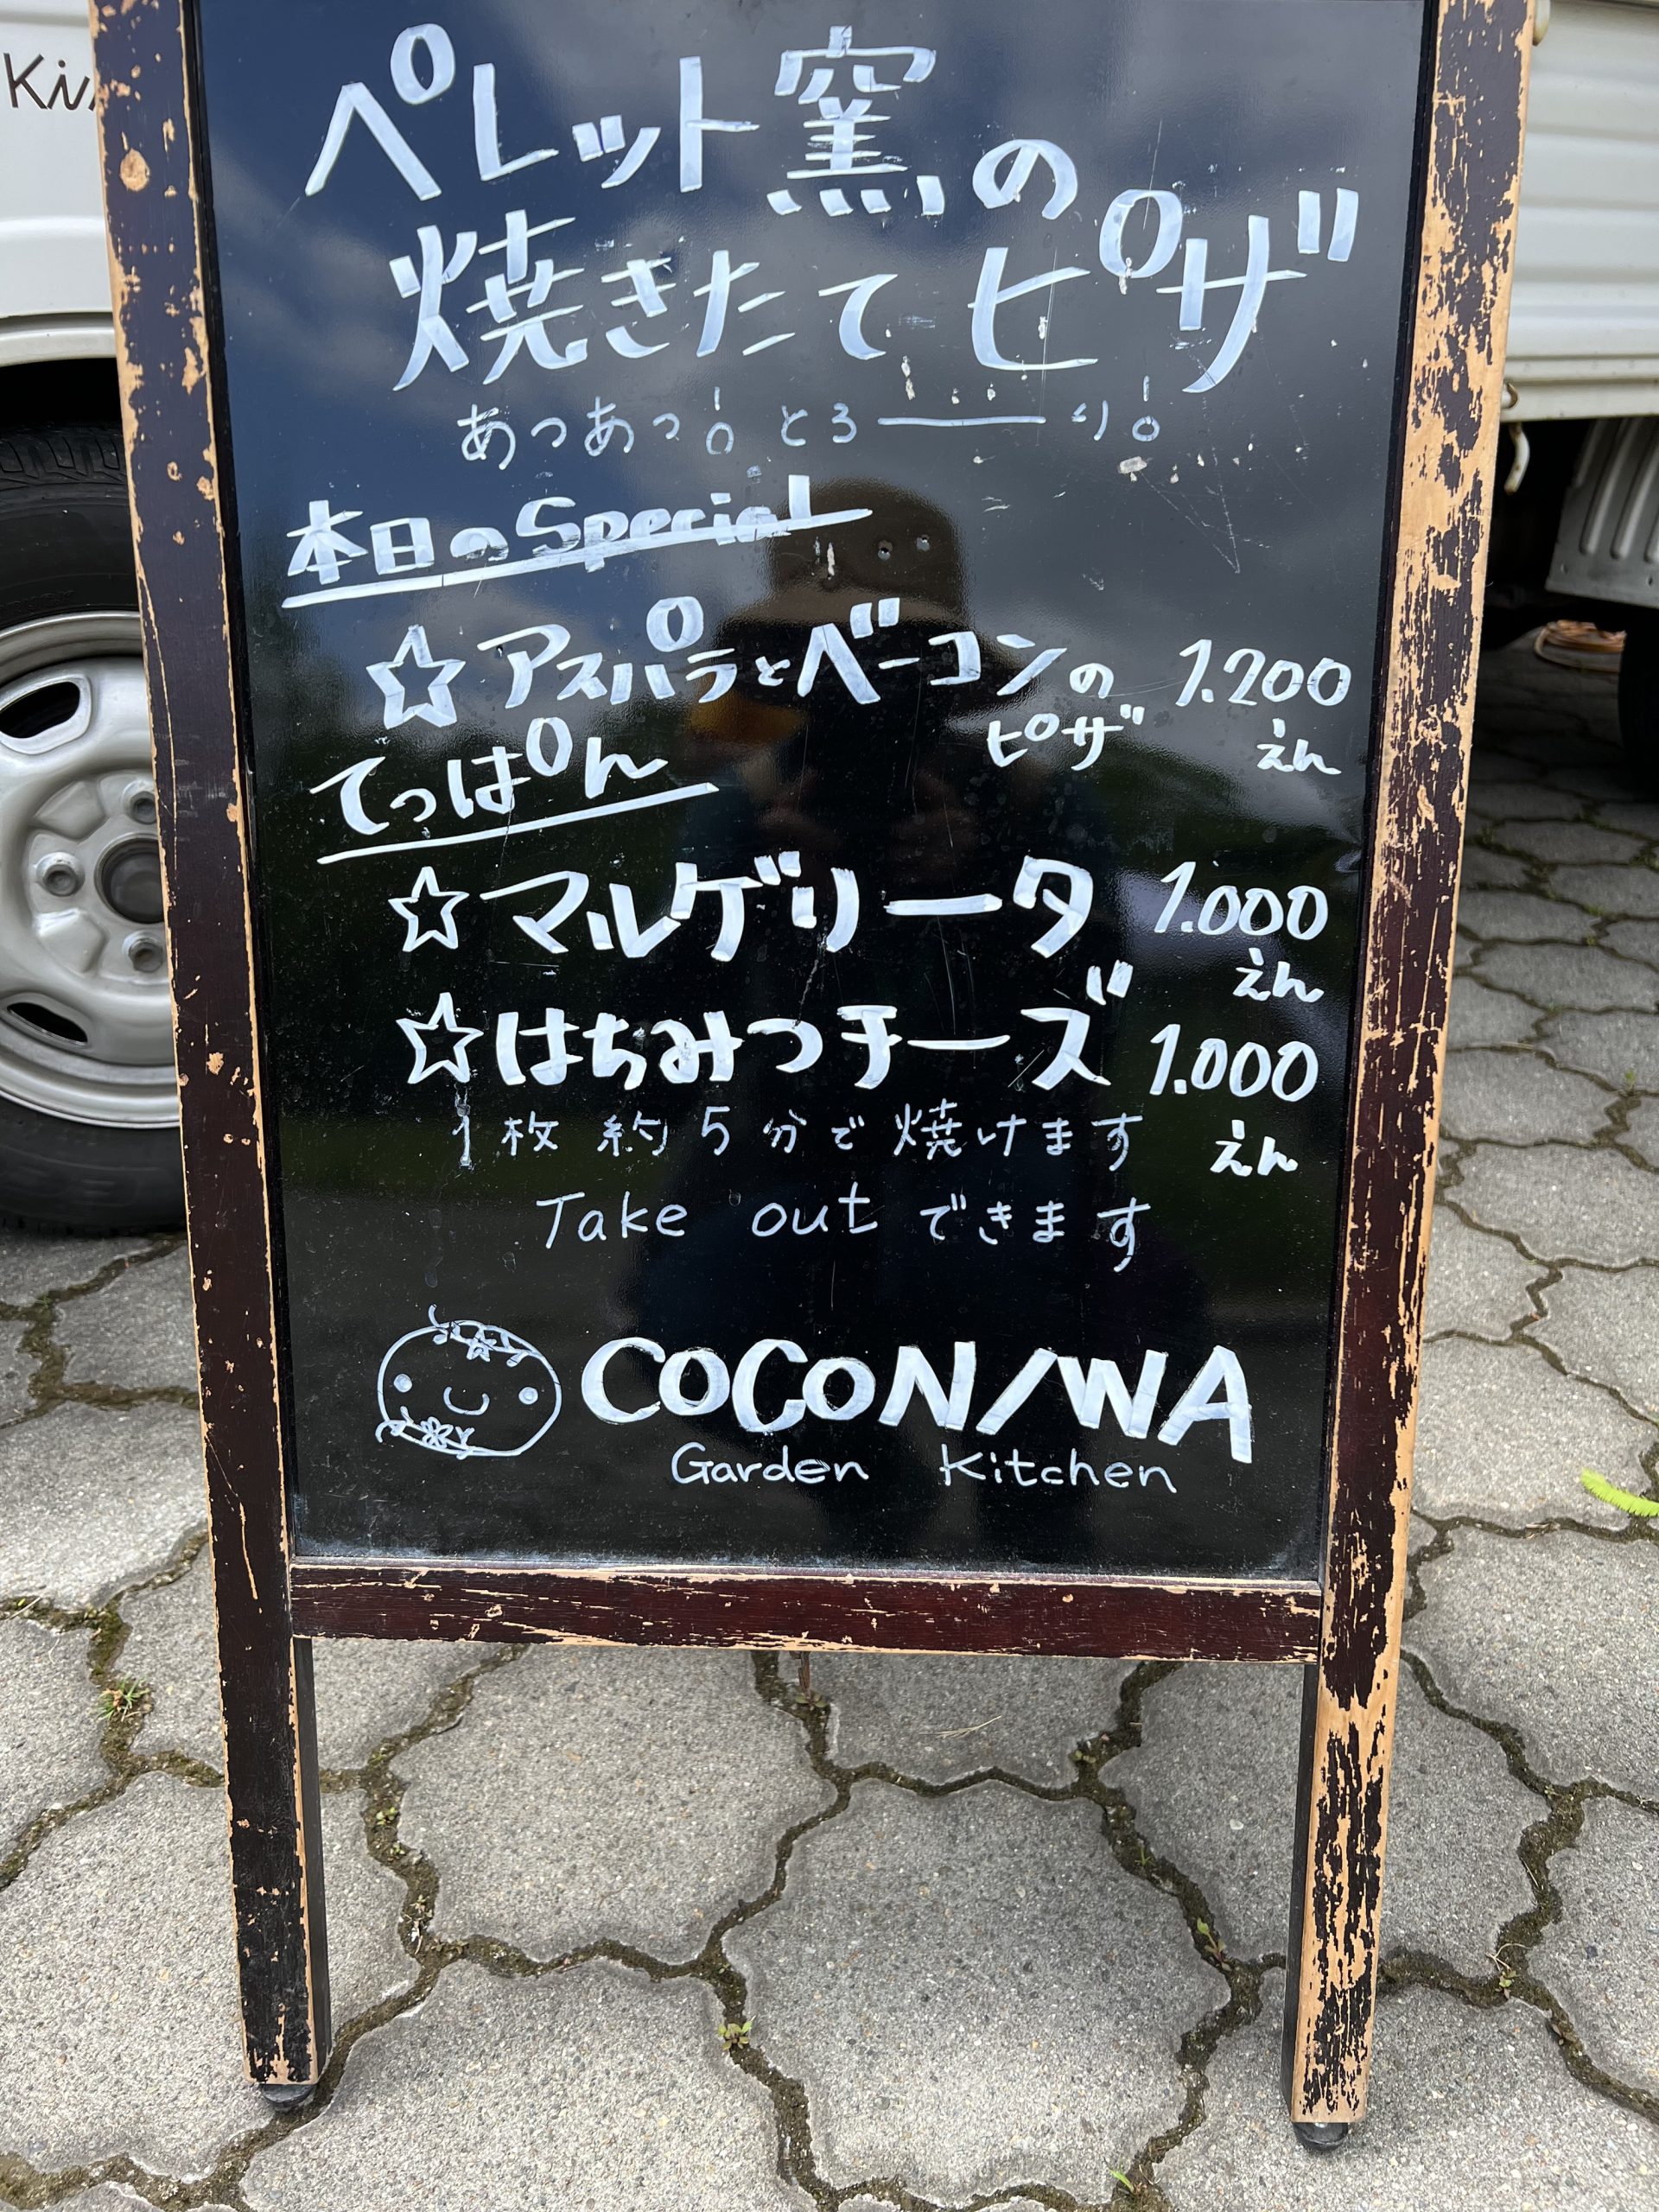 Ki
ペレット窯の
焼きたてピザ
あつあつ! とろーり!
本日のSpecial
☆アスパラとベーコンの 1.200
ピザ えん
てっぱん
☆マルゲリータ 1.000
えん
☆はちみつチーズ 1.000
えん
1枚約5分で焼けます
Take out できます
COCONIWA
Garden Kitchen